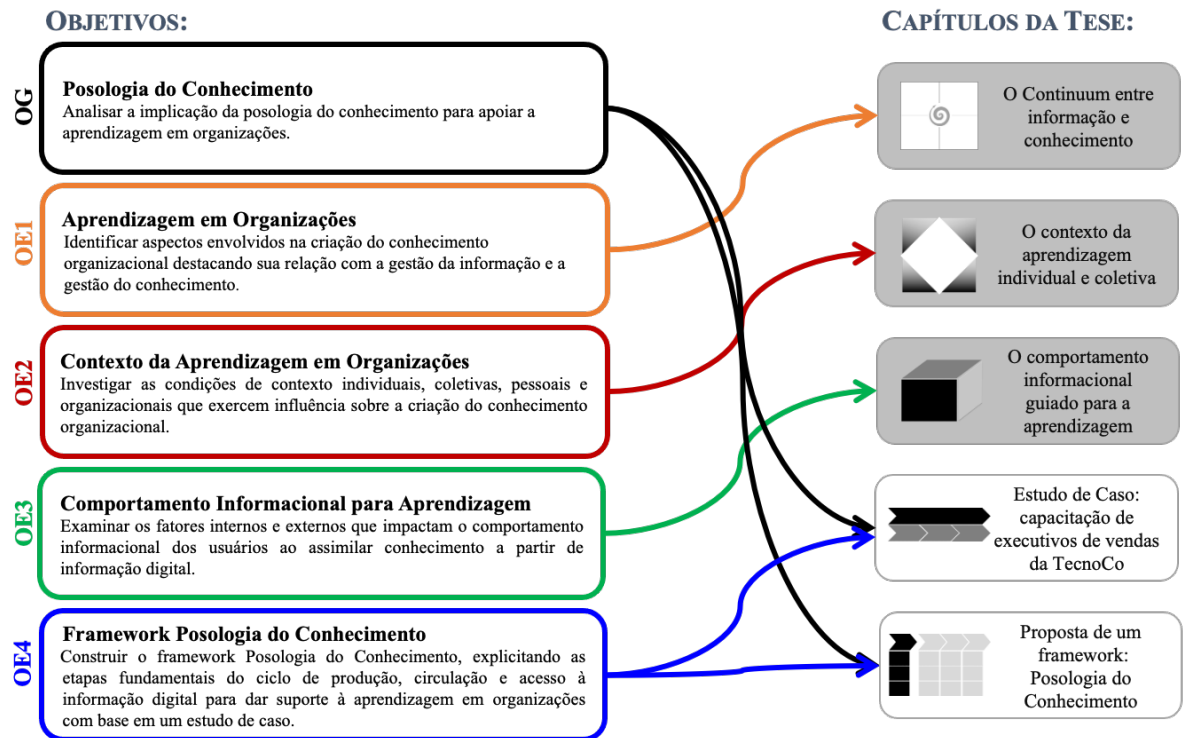 OBJETIVOS:
OG
Posologia do Conhecimento
Analisar a implicação da posologia do conhecimento para apoiar a
aprendizagem em organizações.
OE1
Aprendizagem em Organizações
Identificar aspectos envolvidos na criação do conhecimento
organizacional destacando sua relação com a gestão da informação e a
gestão do conhecimento.
OE2
Contexto da Aprendizagem em Organizações
Investigar as condições de contexto individuais, coletivas, pessoais e
organizacionais que exercem influência sobre a criação do conhecimento
organizacional.
OE3
Comportamento Informacional para Aprendizagem
Examinar os fatores internos e externos que impactam o comportamento
informacional dos usuários ao assimilar conhecimento a partir de
informação digital.
OE4
Framework Posologia do Conhecimento
Construir o framework Posologia do Conhecimento, explicitando as
etapas fundamentais do ciclo de produção, circulação e acesso à
informação digital para dar suporte à aprendizagem em organizações
com base em um estudo de caso.
CAPÍTULOS DA TESE:
O Continuum entre
informação e
conhecimento
O contexto da
aprendizagem
individual e coletiva
O comportamento
informacional
guiado para a
aprendizagem
Estudo de Caso:
capacitação de
executivos de vendas
da TecnoCo
Proposta de um
framework:
Posologia do
Conhecimento